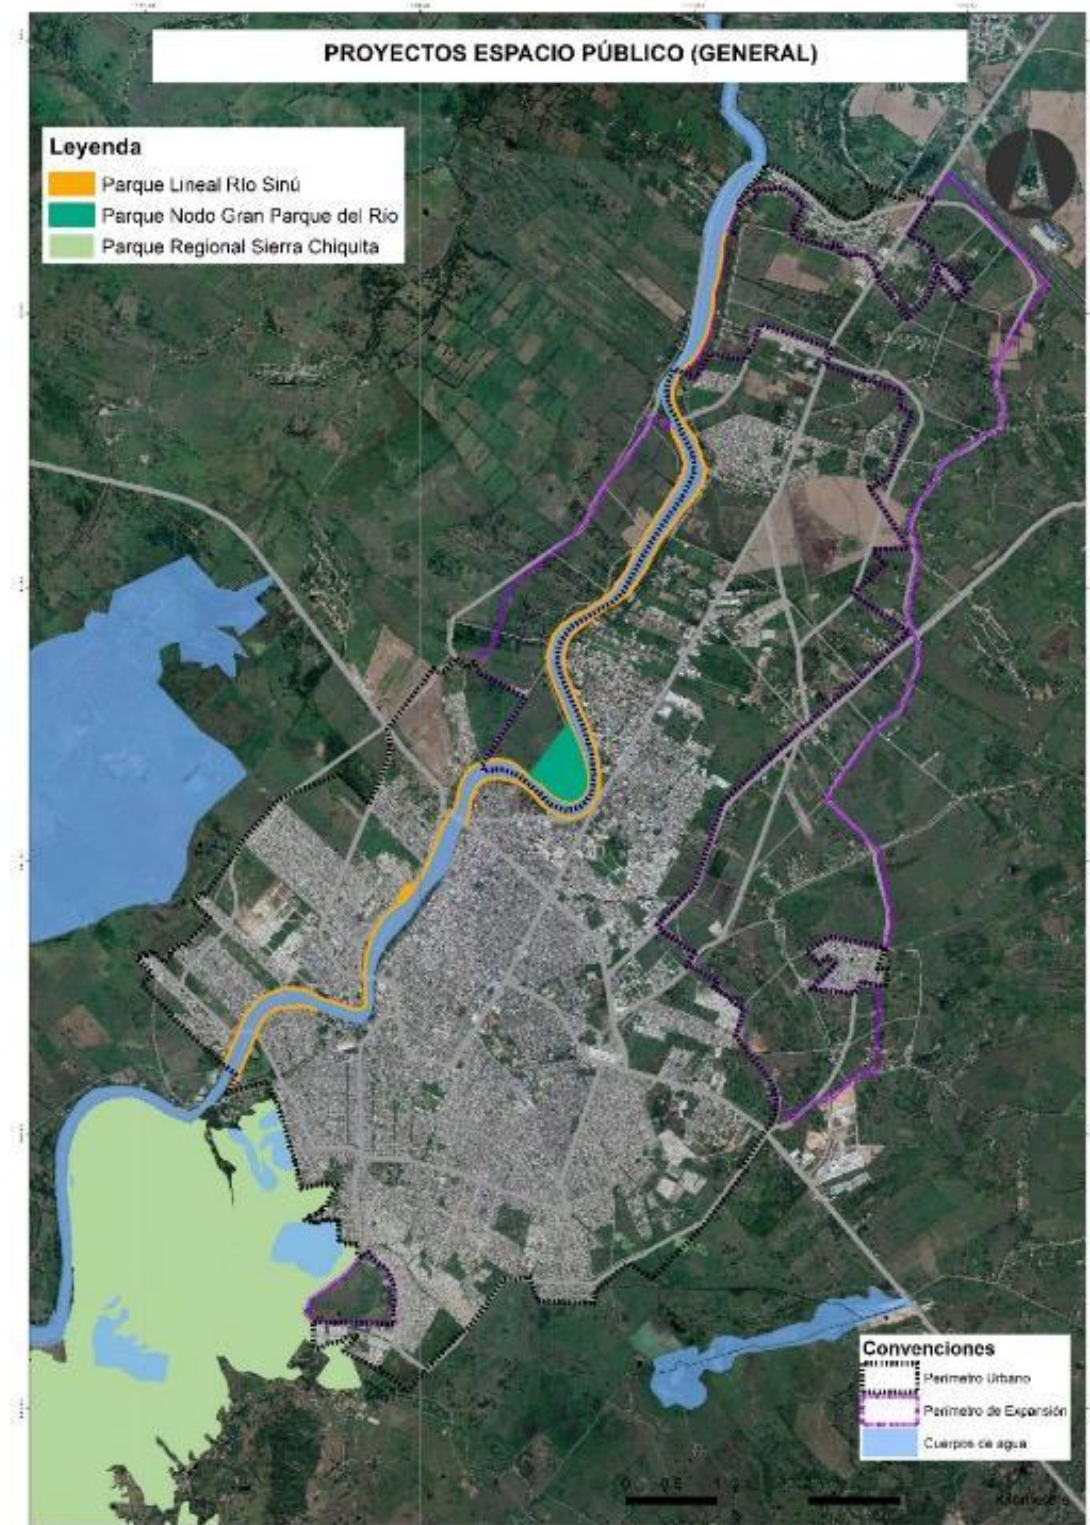 PROYECTOS ESPACIO PÚBLICO (GENERAL)
Leyenda
Parque Lineal Río Sinú
Parque Nodo Gran Parque del Río
Parque Regional Sierra Chiquita
Convenciones
Perímetro Urbano
Perímetro de Expansión
Cuerpos de agua